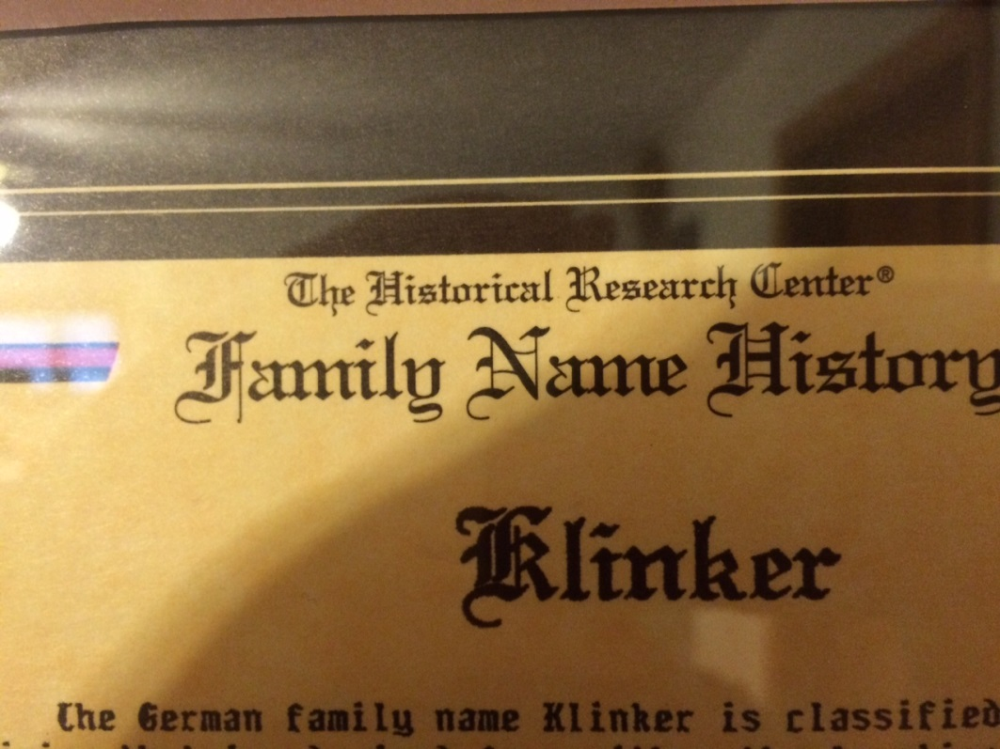 The Historical Research Center®
Family Name History
Klinker
The German family name Klinker is classified